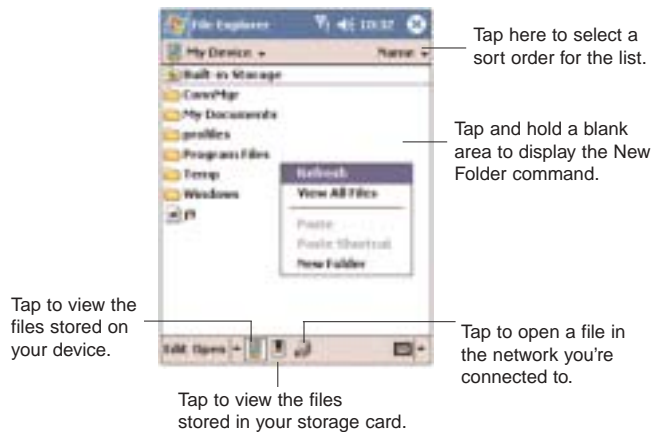 File Explorer 10:32
My Device Name
Tap here to select a
sort order for the list.
Built-in Storage
ConnMgr
My Documents
profiles
Program Files
Temp
Windows
Tap and hold a blank
area to display the New
Folder command.
Refresh
View All Files
Paste
Paste Shortcut
New Folder
Tap to view the
files stored on
your device.
Edit Open
Tap to open a file in
the network you're
connected to.
Tap to view the files
stored in your storage card.